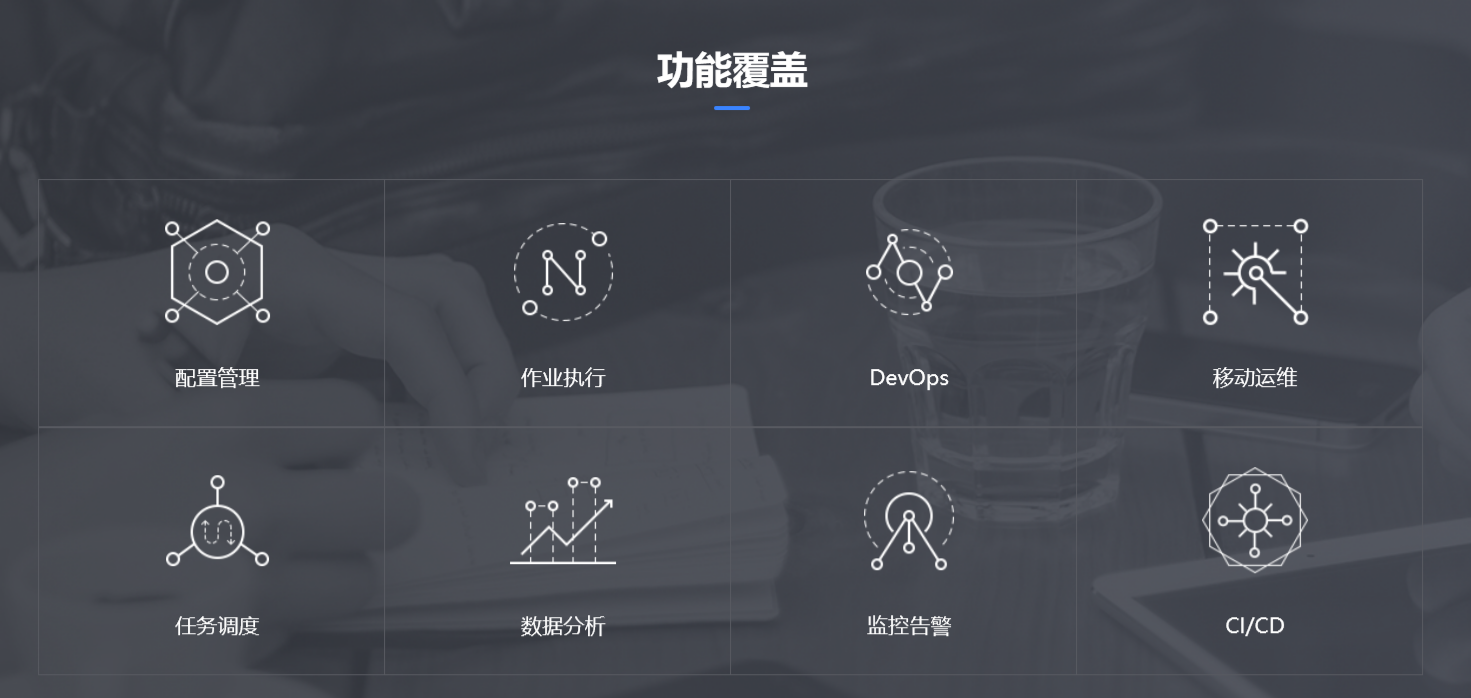 功能覆盖
配置管理
作业执行
DevOps
移动运维
任务调度
数据分析
监控告警
CI/CD